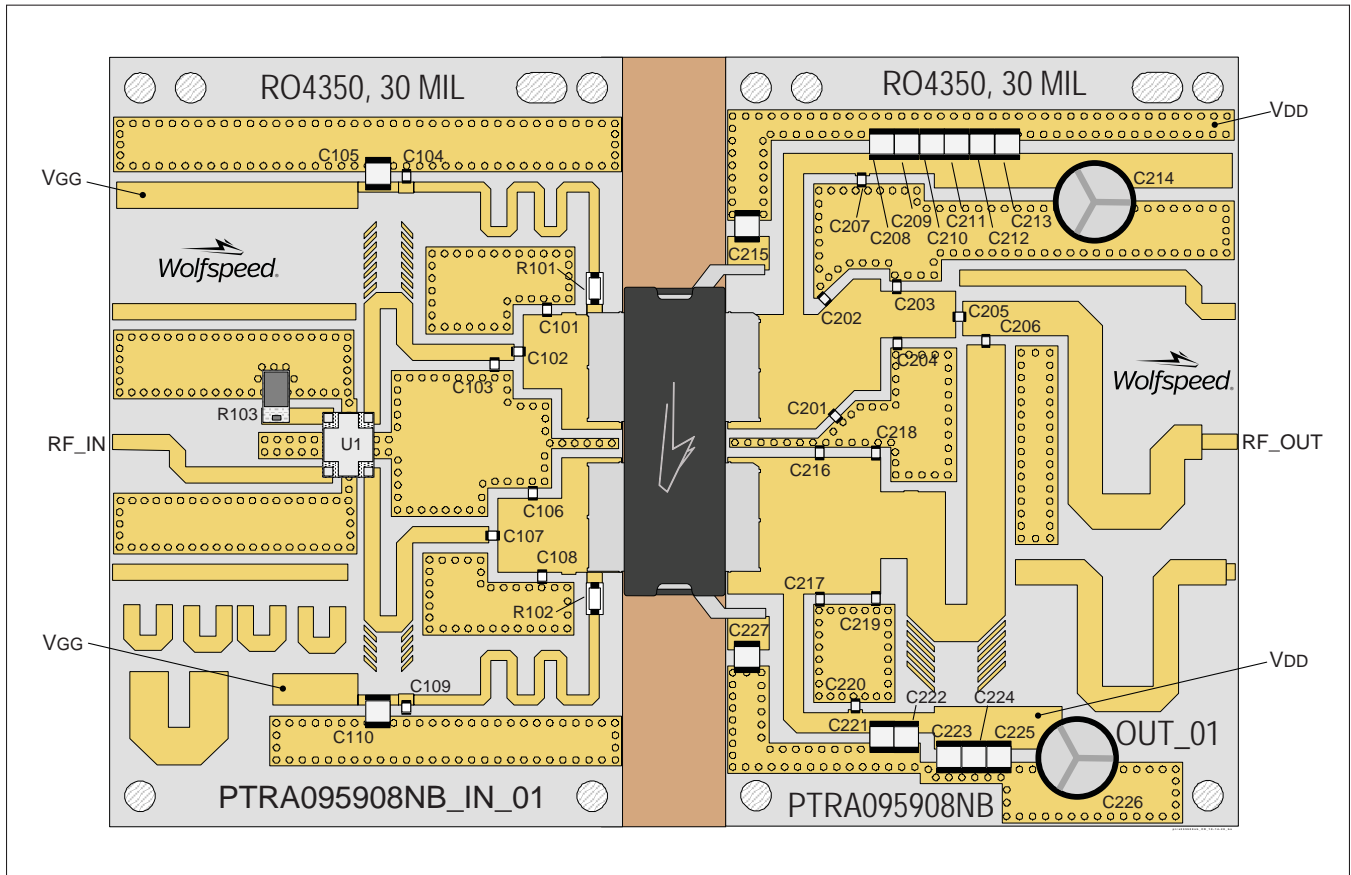 RO4350, 30 MIL
RO4350, 30 MIL
VDD
C105
C104
VGG
C214
C207
C209
C211
C213
C208
C210
C212
Wolfspeed®
C215
R101
C203
C202
C101
C205
C206
C102
C204
C103
Wolfspeed®
R103
C201
RF_IN
U1
C218
RF_OUT
C216
C106
C107
C108
C217
R102
C219
C227
VGG
VDD
C109
C220
C222
C224
C221
C110
C223
C225
OUT_01
PTRA095908NB_IN_01
PTRA095908NB
C226